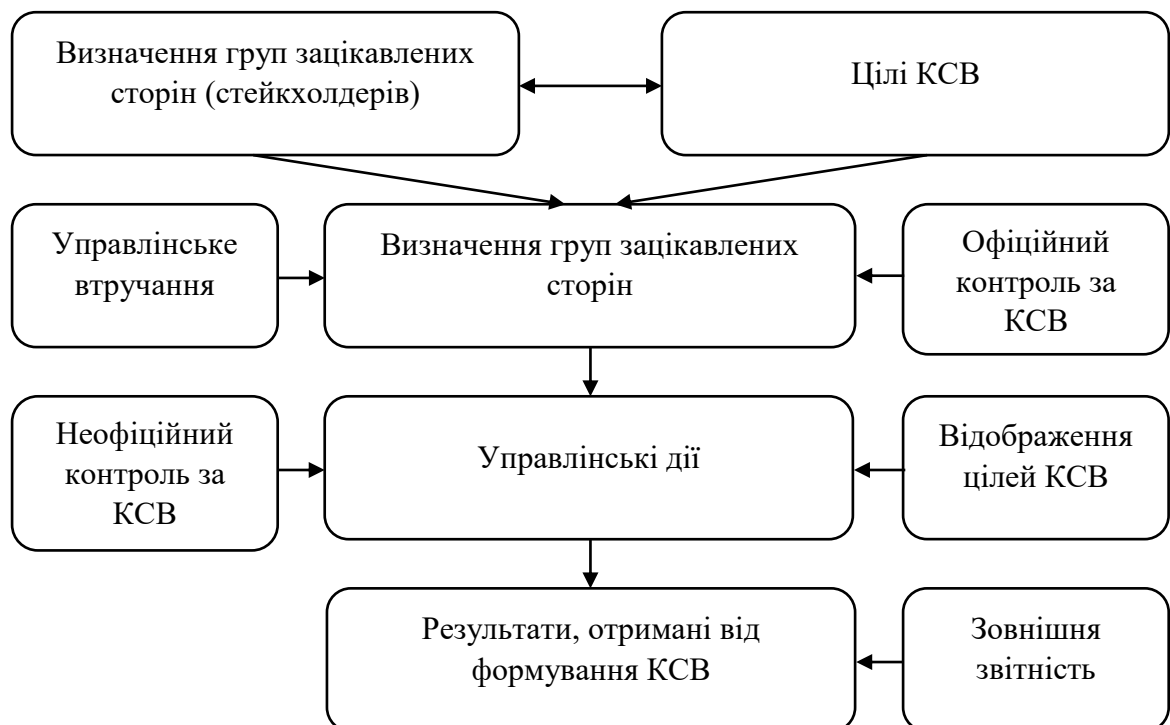 Визначення груп зацікавлених
сторін (стейкхолдерів)
Цілі КСВ
Управлінське
втручання
Визначення груп зацікавлених
сторін
Офіційний
контроль за
КСВ
Неофіційний
контроль за
КСВ
Управлінські дії
Відображення
цілей КСВ
Результати, отримані від
формування КСВ
Зовнішня
звітність